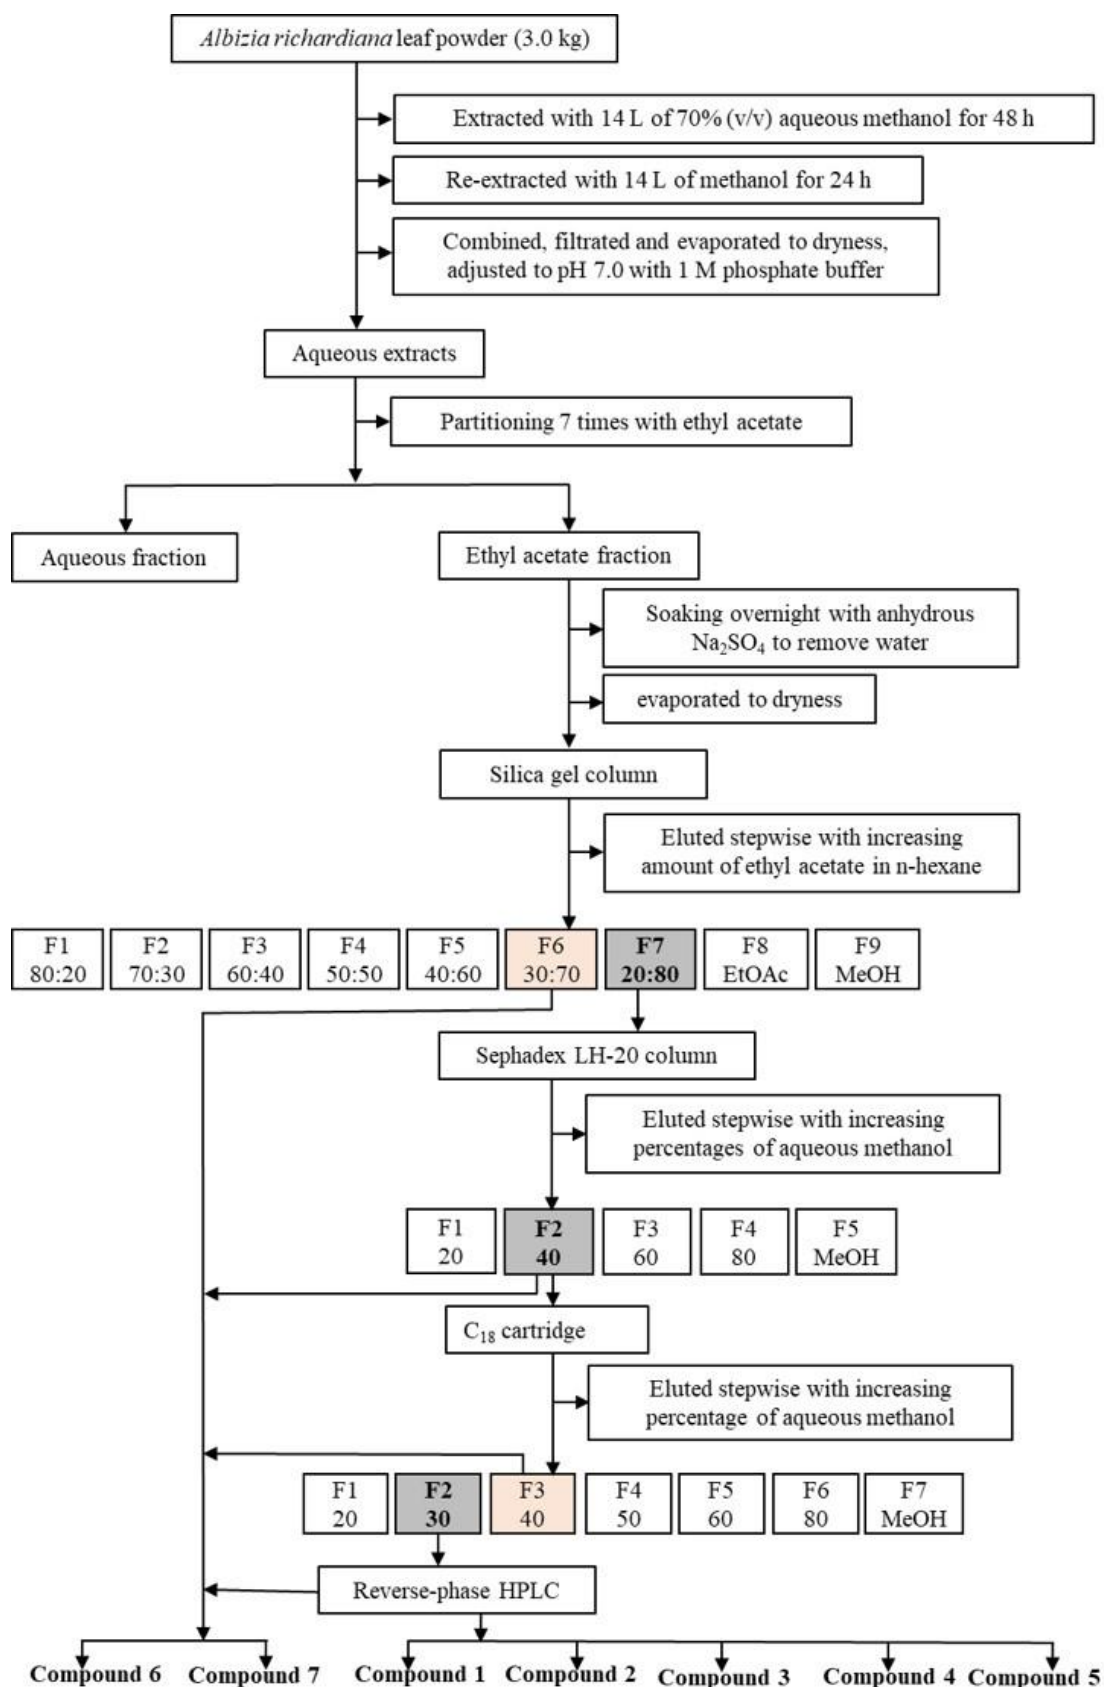 Albizia richardiana leaf powder (3.0 kg)
Extracted with 14 L of 70% (v/v) aqueous methanol for 48 h
Re-extracted with 14 L of methanol for 24 h
Combined, filtrated and evaporated to dryness,
adjusted to pH 7.0 with 1 M phosphate buffer
Aqueous extracts
Partitioning 7 times with ethyl acetate
Aqueous fraction
Ethyl acetate fraction
Soaking overnight with anhydrous
Na₂SO₄ to remove water
evaporated to dryness
Silica gel column
Eluted stepwise with increasing
amount of ethyl acetate in n-hexane
F1
80:20
F2
70:30
F3
60:40
F4
50:50
F5
40:60
F6
30:70
F7
20:80
F8
EtOAc
F9
MeOH
Sephadex LH-20 column
Eluted stepwise with increasing
percentages of aqueous methanol
F1
20
F2
40
F3
60
F4
80
F5
MeOH
C₁₈ cartridge
Eluted stepwise with increasing
percentage of aqueous methanol
F1
20
F2
30
F3
40
F4
50
F5
60
F6
80
F7
MeOH
Reverse-phase HPLC
Compound 6
Compound 7
Compound 1
Compound 2
Compound 3
Compound 4
Compound 5